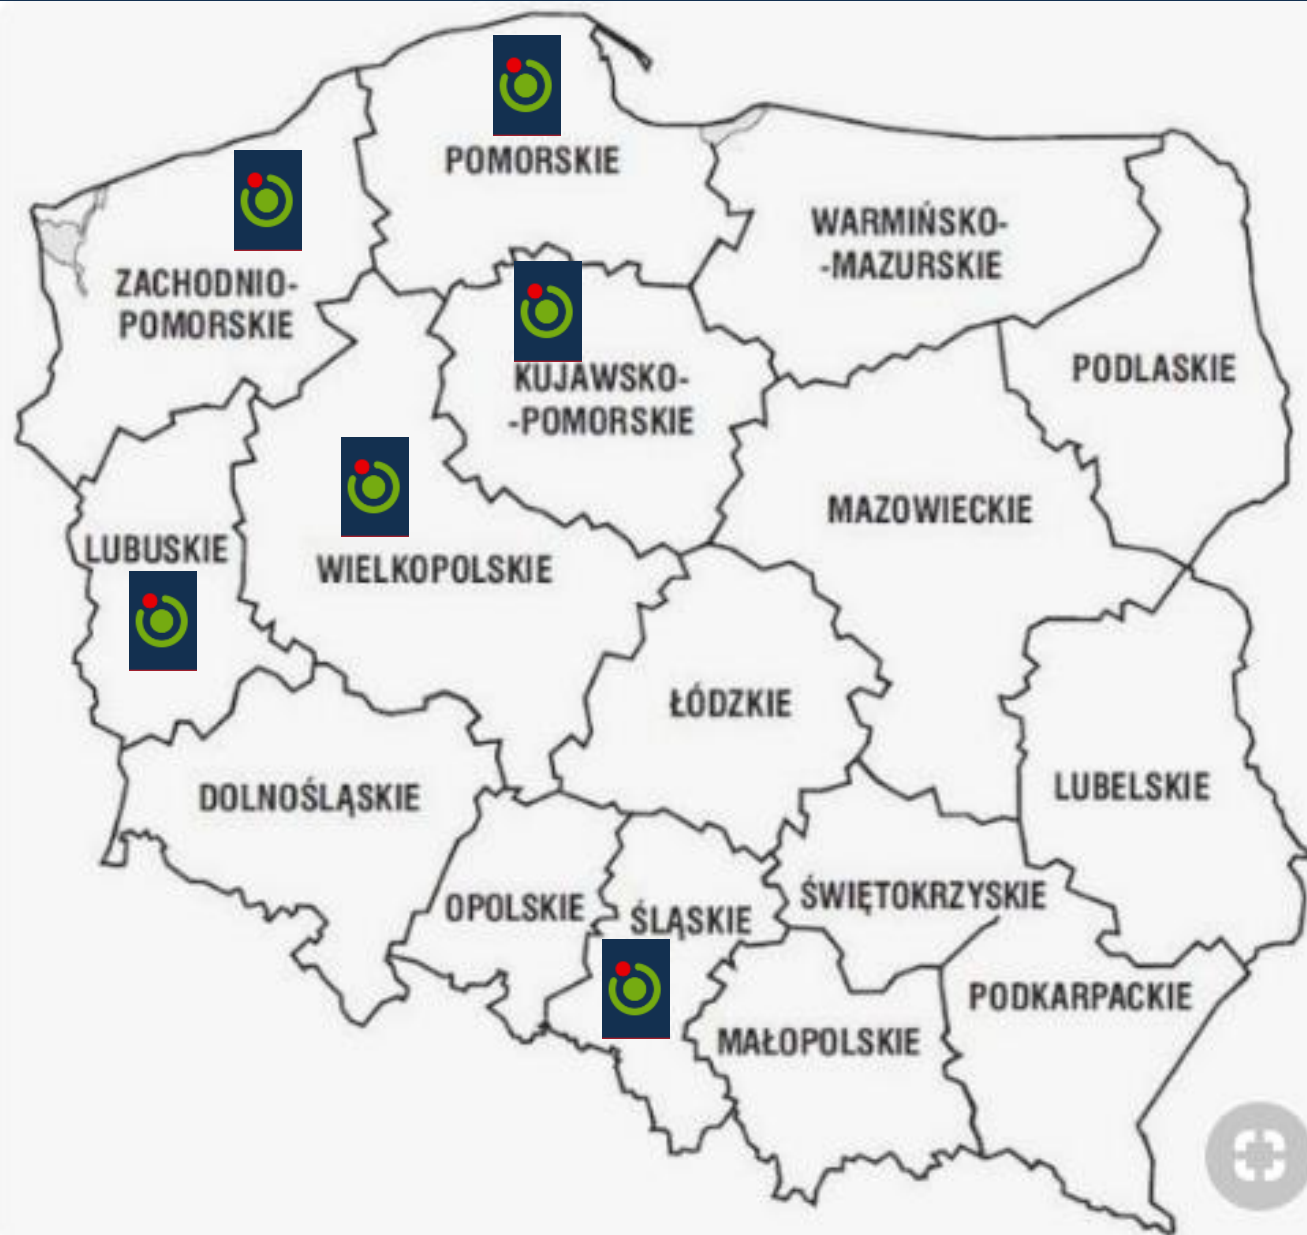 POMORSKIE
WARMIŃSKO-
-MAZURSKIE
ZACHODNIO-
POMORSKIE
KUJAWSKO-
-POMORSKIE
PODLASKIE
MAZOWIECKIE
LUBUSKIE
WIELKOPOLSKIE
ŁÓDZKIE
LUBELSKIE
DOLNOŚLĄSKIE
OPOLSKIE
ŚLĄSKIE
ŚWIĘTOKRZYSKIE
PODKARPACKIE
MAŁOPOLSKIE